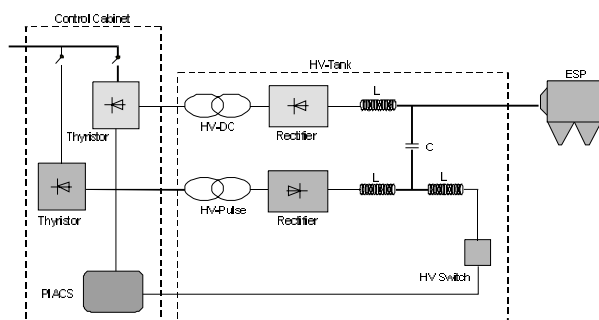 Control Cabinet
HV-Tank
ESP
L
Thyristor
HV-DC
Rectifier
C
L
L
Thyristor
HV-Pulse
Rectifier
HV Switch
PIACS